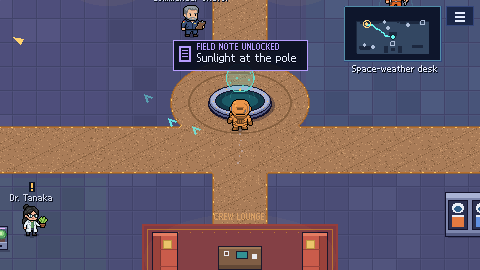 FIELD NOTE UNLOCKED
Sunlight at the pole
Space-weather desk
!
Dr. Tanaka
CREW LOUNGE